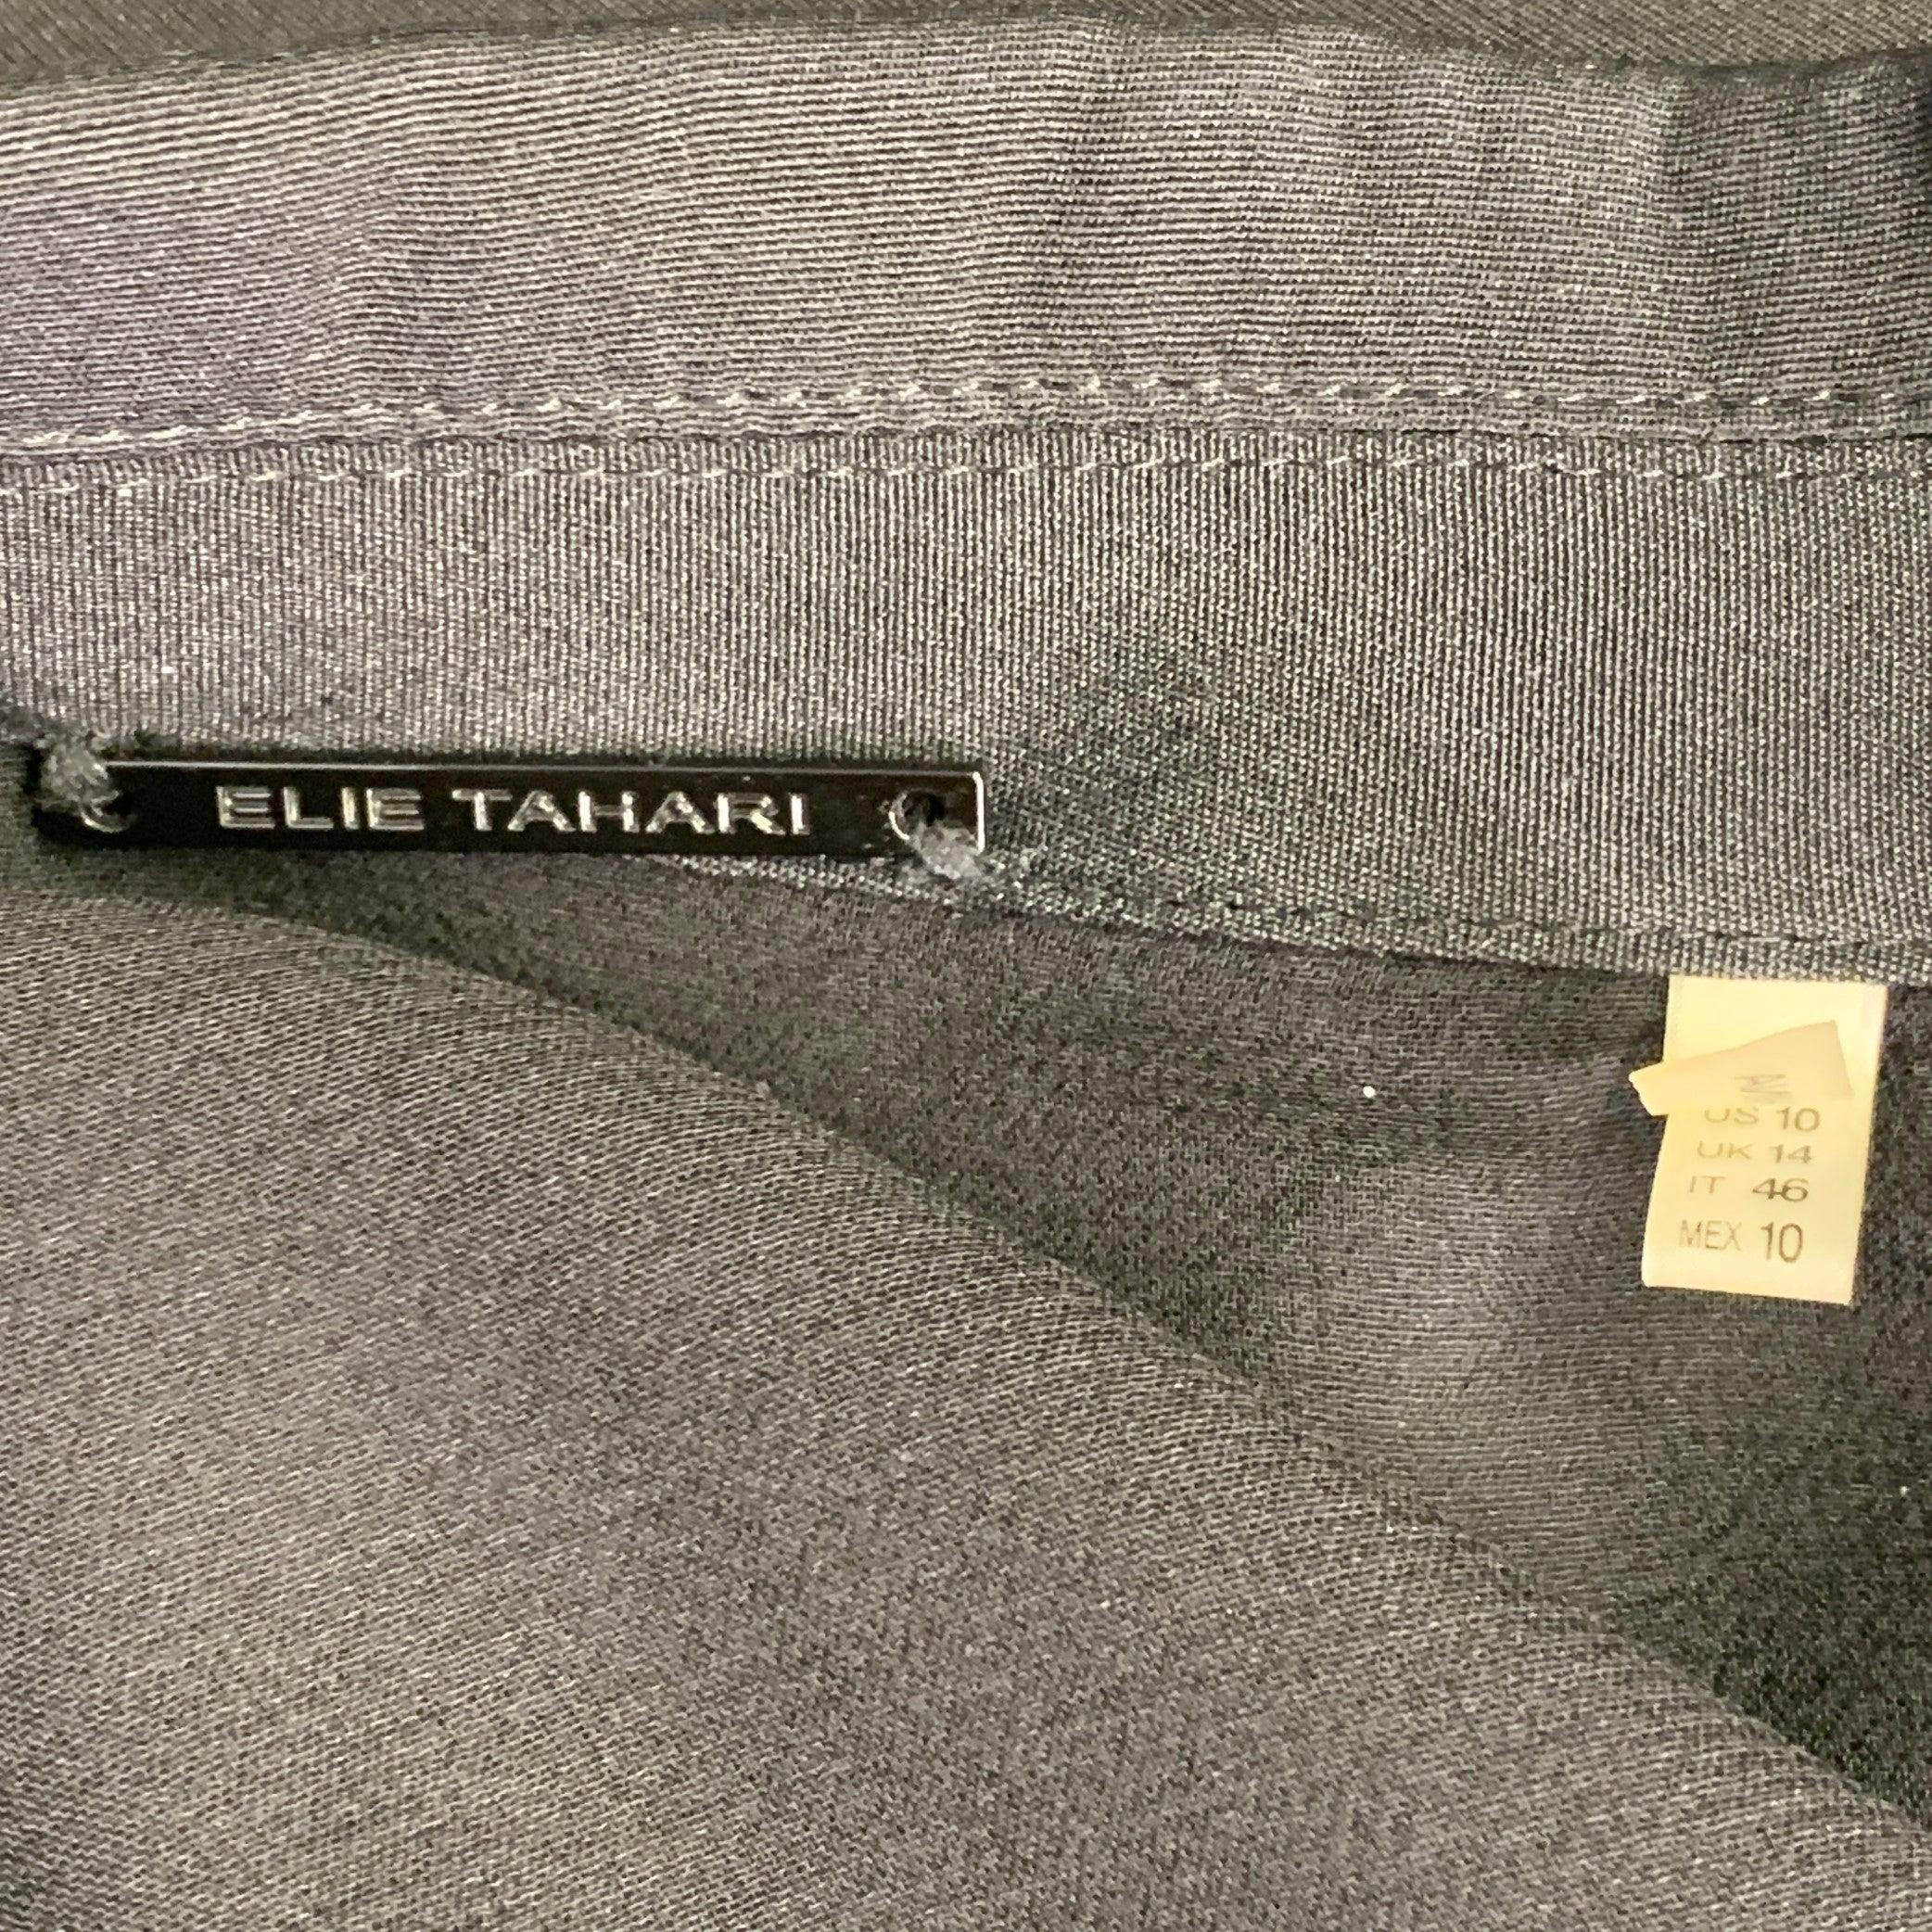 ELIE TAHARI
M
US 10
UK 14
IT 46
MEX 10